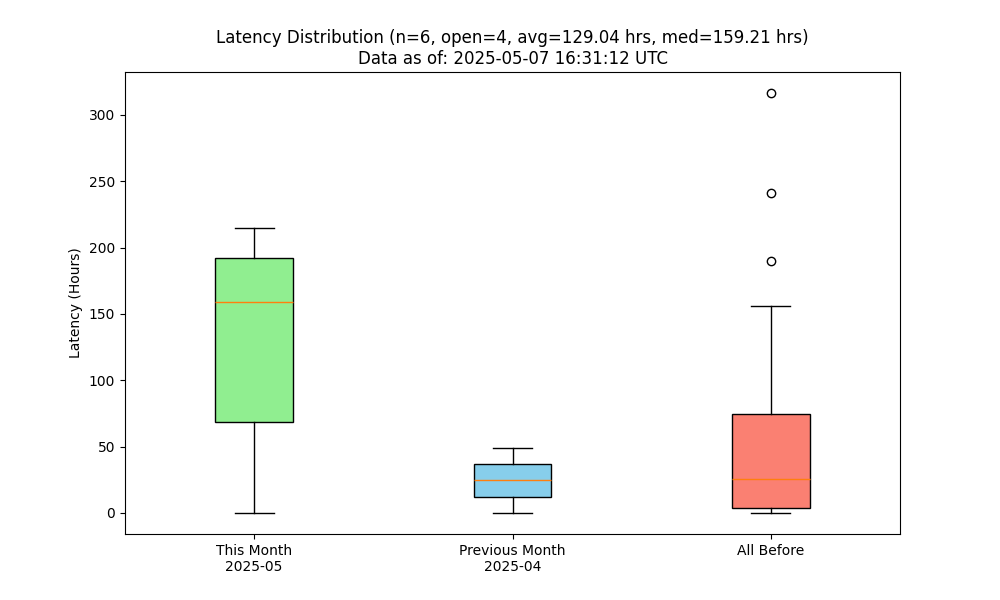 Latency Distribution (n=6, open=4, avg=129.04 hrs, med=159.21 hrs)
Data as of: 2025-05-07 16:31:12 UTC
Latency (Hours)
300
250
200
150
100
50
0
This Month
2025-05
Previous Month
2025-04
All Before